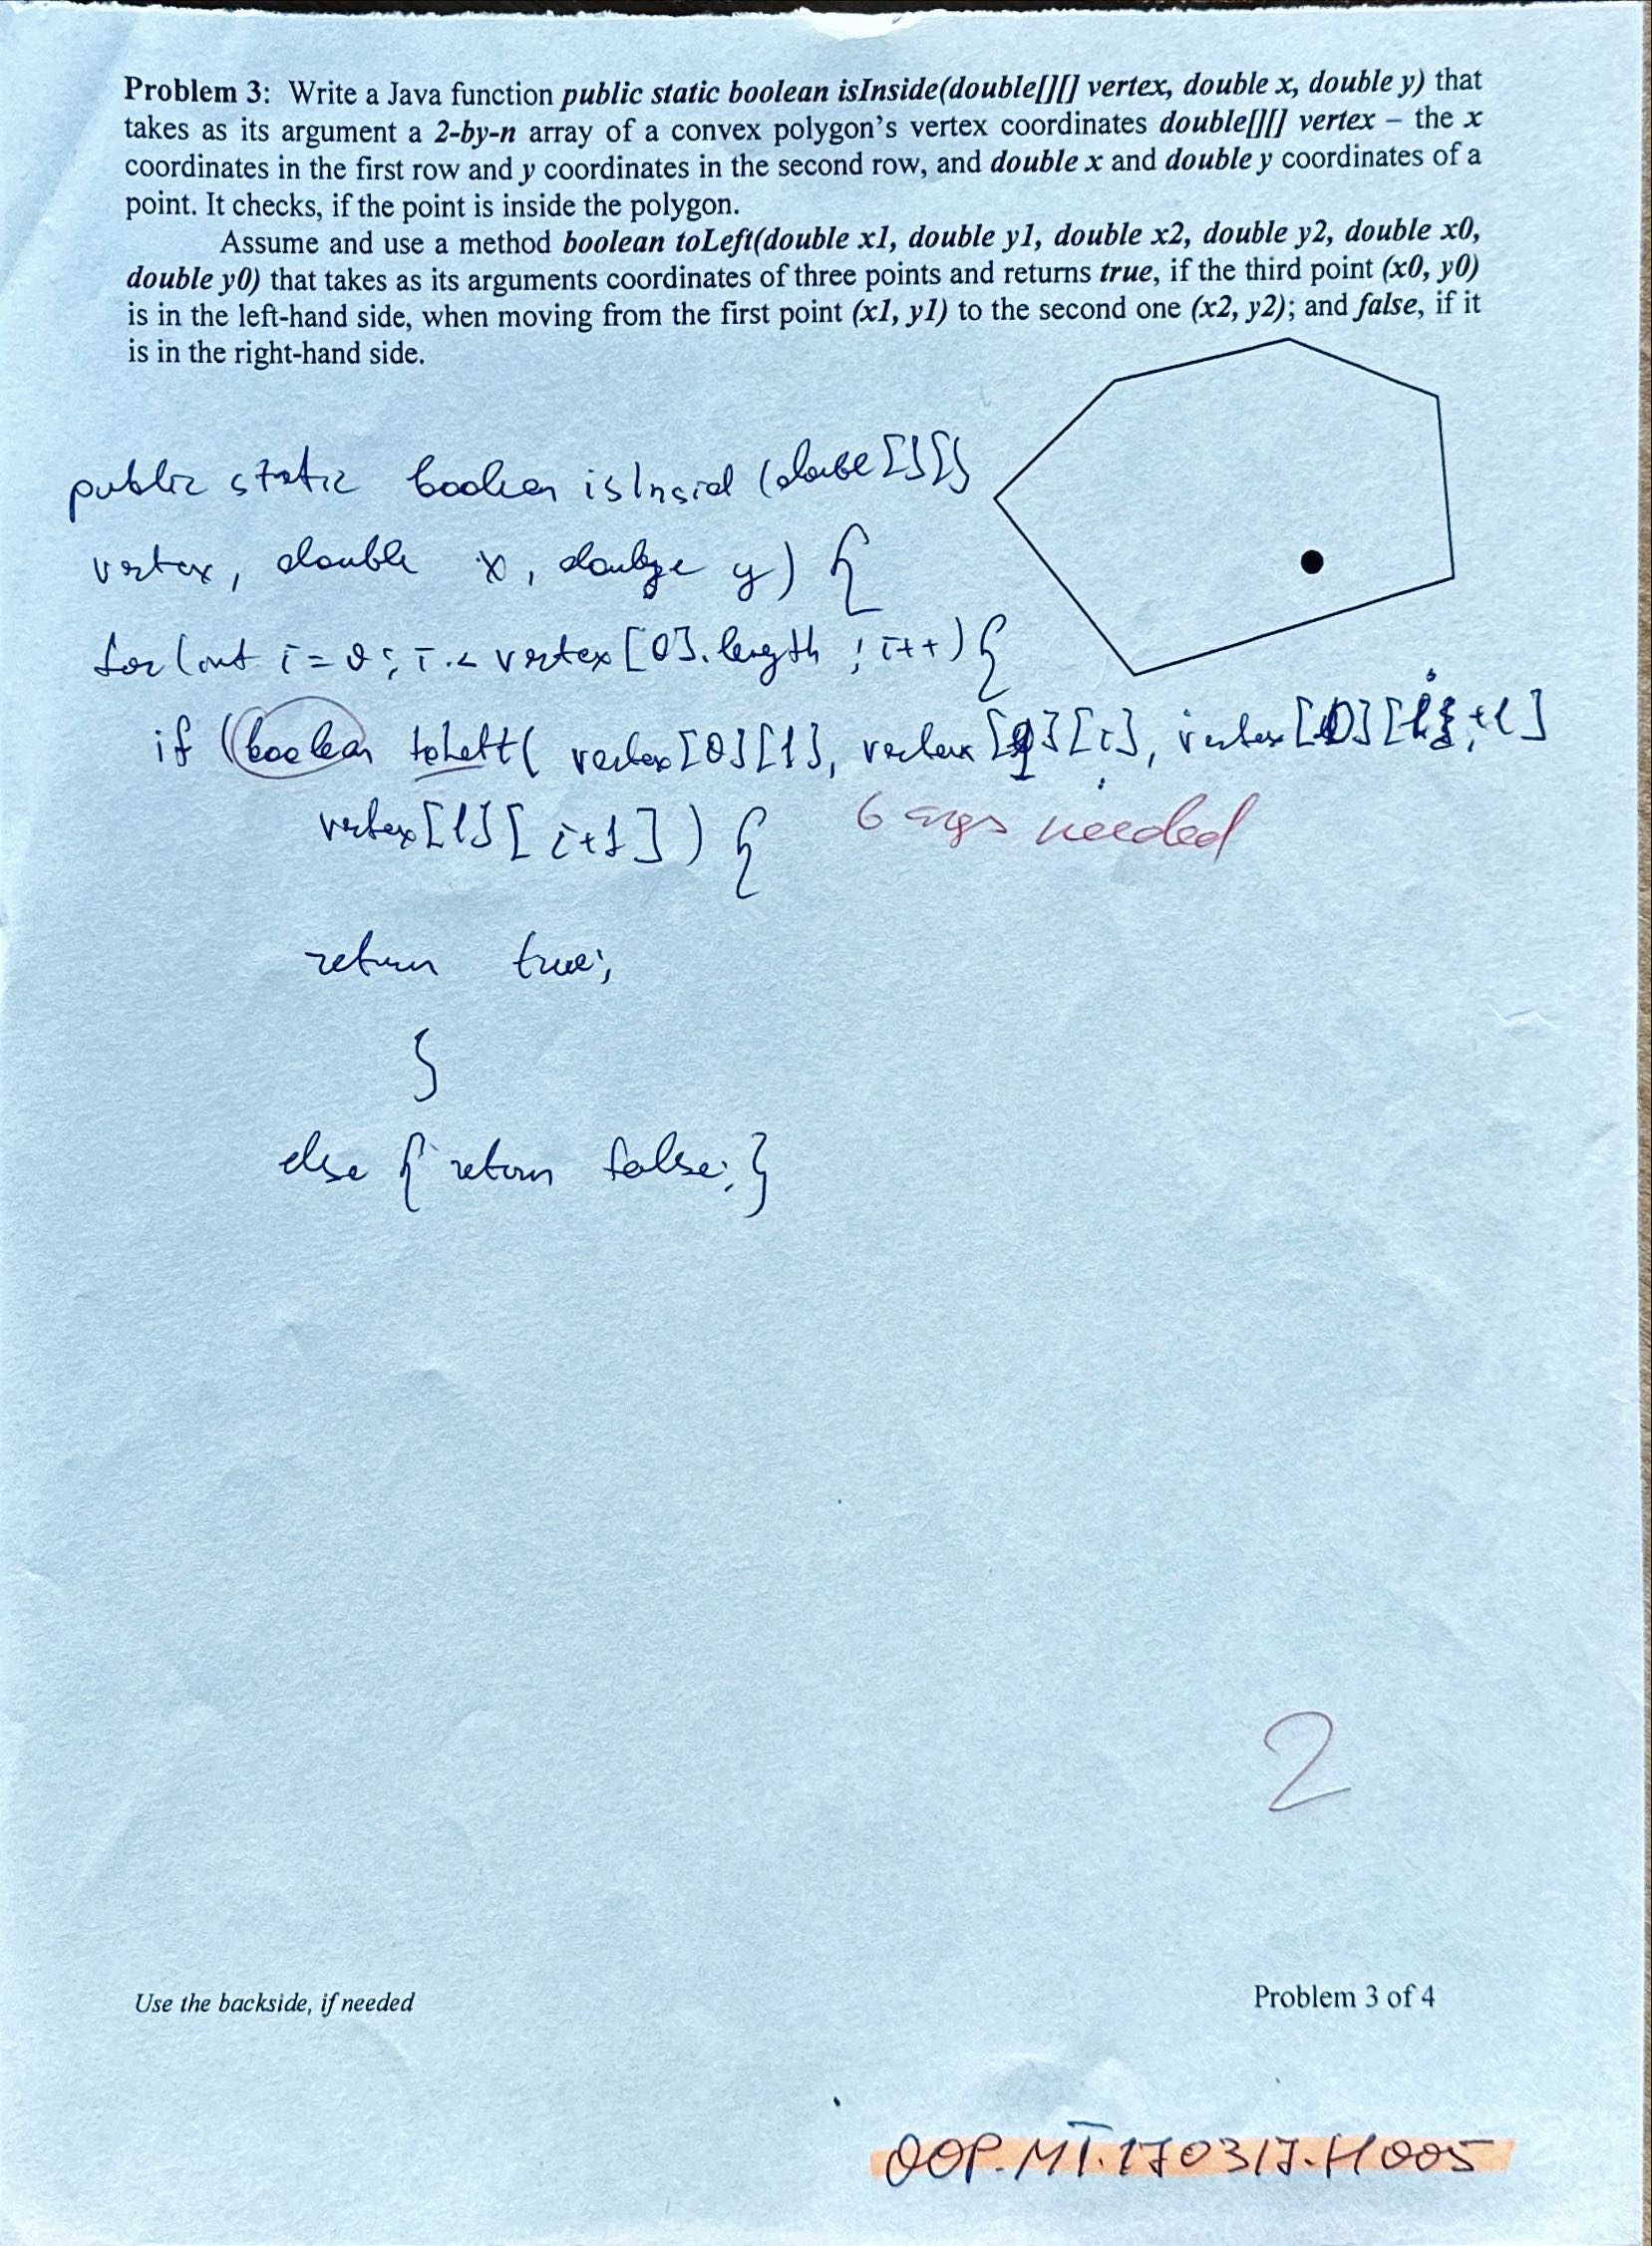 Problem 3: Write a Java function public static boolean isInside(double[][] vertex, double x, double y) that
takes as its argument a 2-by-n array of a convex polygon's vertex coordinates double[][] vertex – the x
coordinates in the first row and y coordinates in the second row, and double x and double y coordinates of a
point. It checks, if the point is inside the polygon.
Assume and use a method boolean toLeft(double x1, double y1, double x2, double y2, double x0,
double y0) that takes as its arguments coordinates of three points and returns true, if the third point (x0, y0)
is in the left-hand side, when moving from the first point (x1, y1) to the second one (x2, y2); and false, if it
is in the right-hand side.
public static boolean isInsid (double [][]
vertex, double x, double y) {
for (int i = 0; i < vertex [0].length ; i++) {
if (boolean toLeft( vertex[0][1], vertex [1][i], vertex [0][i+1]
vertex[1][i+1]) {
6 args needed
return true;
}
else { return false; }
2
Use the backside, if needed
Problem 3 of 4
OOP.MT.170317.H005